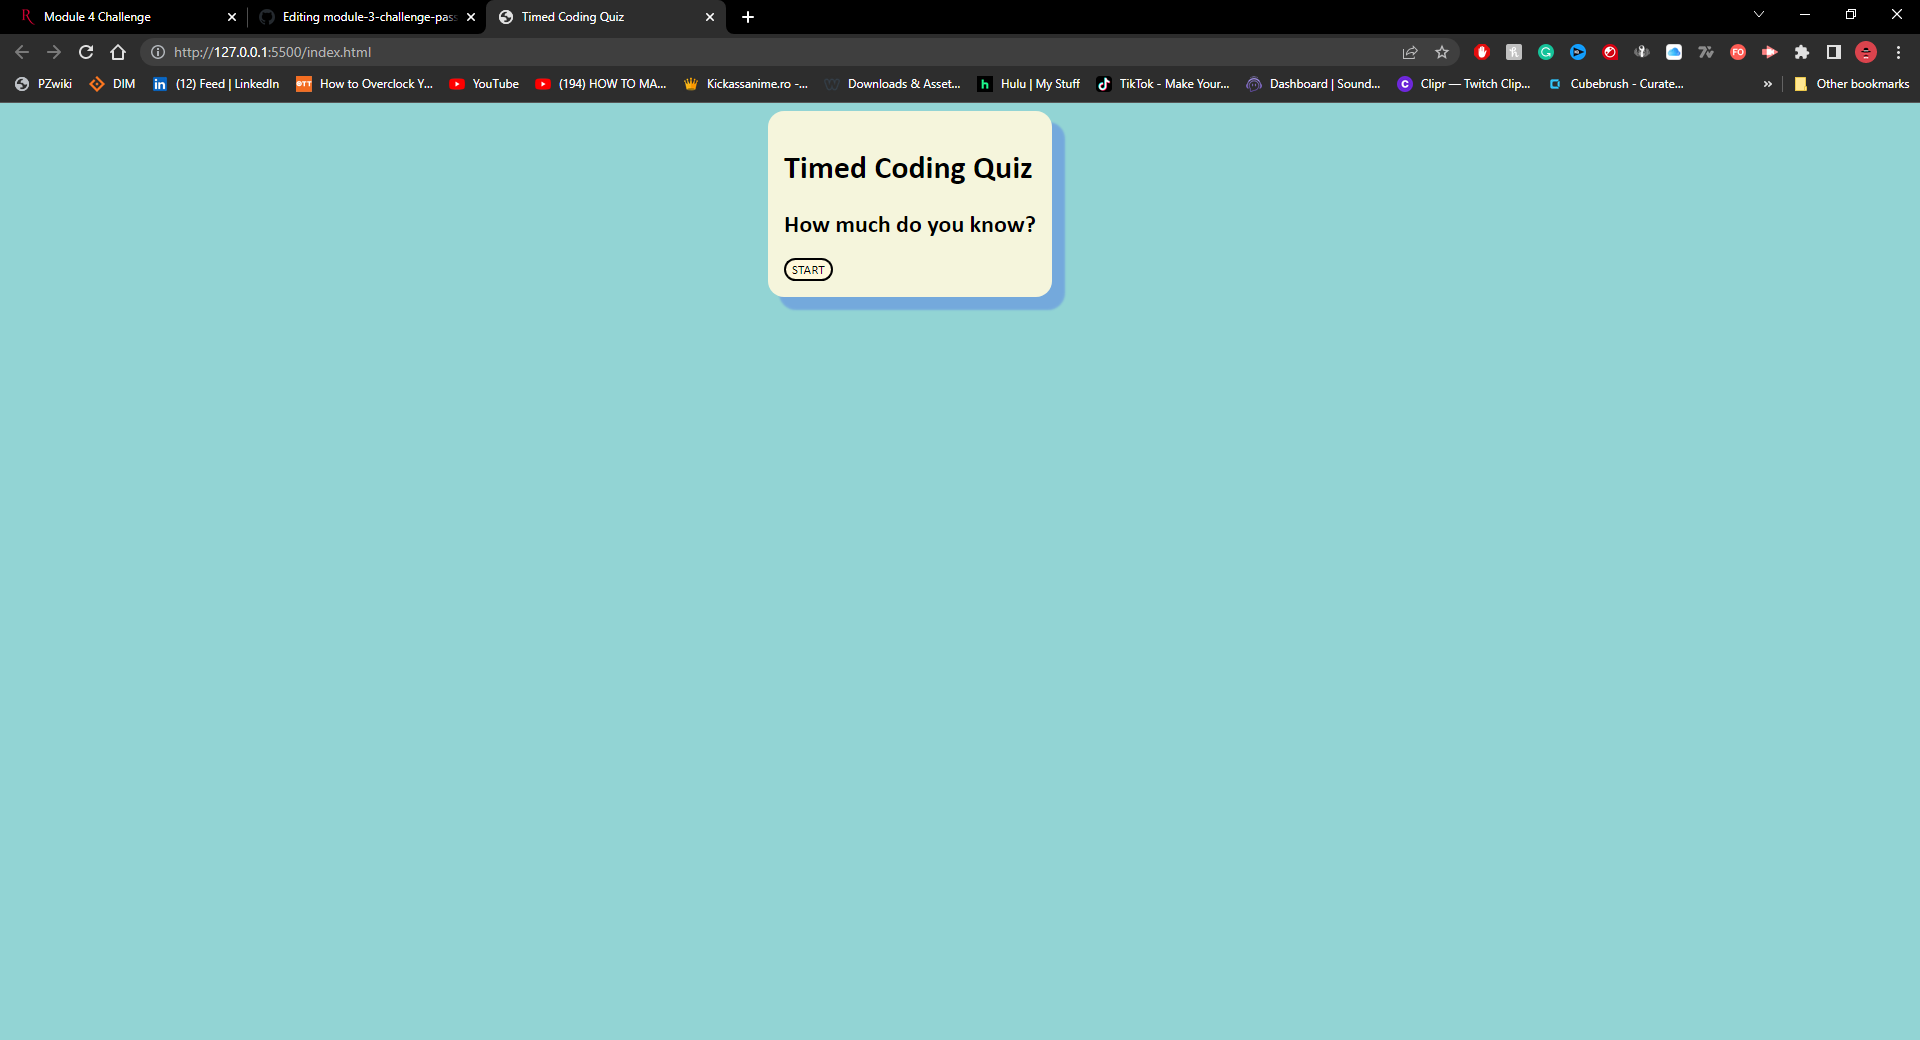 Module 4 Challenge
Editing module-3-challenge-pass
Timed Coding Quiz
http://127.0.0.1:5500/index.html
PZwiki
DIM
(12) Feed | LinkedIn
How to Overclock Y...
YouTube
(194) HOW TO MA...
Kickassanime.ro -...
Downloads & Asset...
Hulu | My Stuff
TikTok - Make Your...
Dashboard | Sound...
Clipr — Twitch Clip...
Cubebrush - Curate...
»
Other bookmarks
Timed Coding Quiz
How much do you know?
START